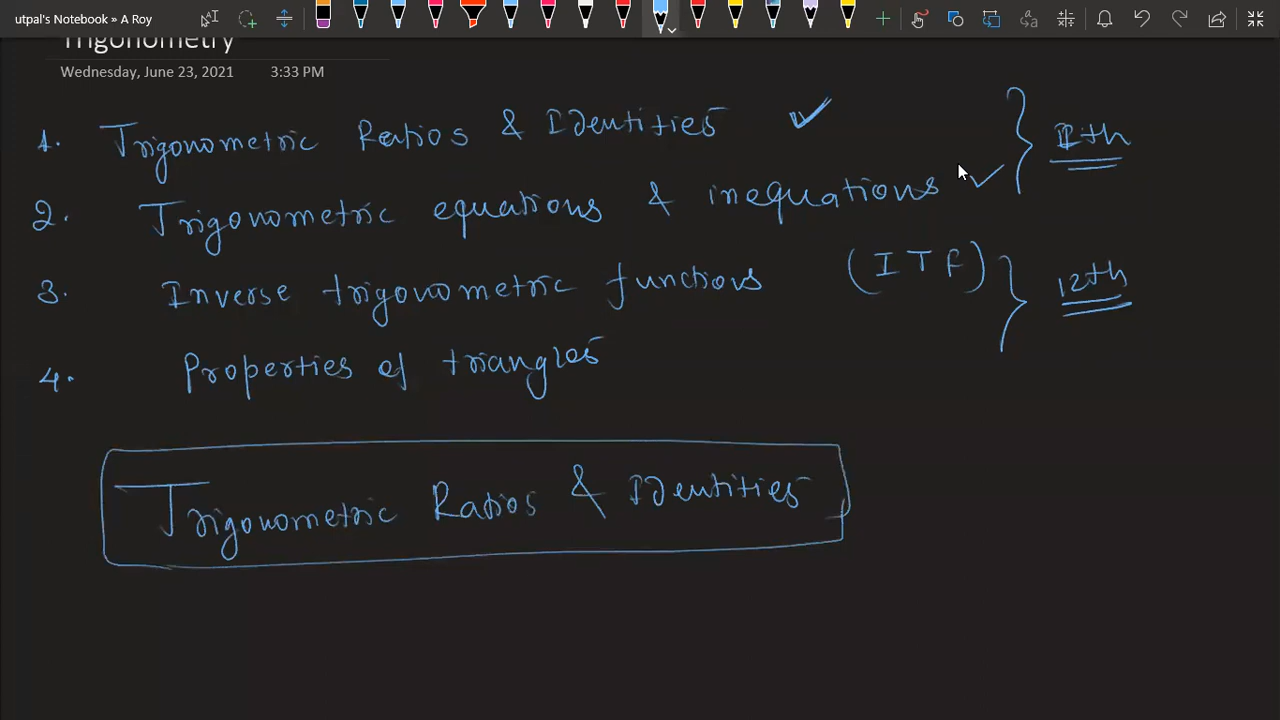 utpal's Notebook » A Roy
Trigonometry
Wednesday, June 23, 2021 3:33 PM
1. Trigonometric Ratios & Identities ✓
2. Trigonometric equations & inequations ✓
11th
3. Inverse trigonometric functions (ITF)
4. Properties of triangles
12th
Trigonometric Ratios & Identities